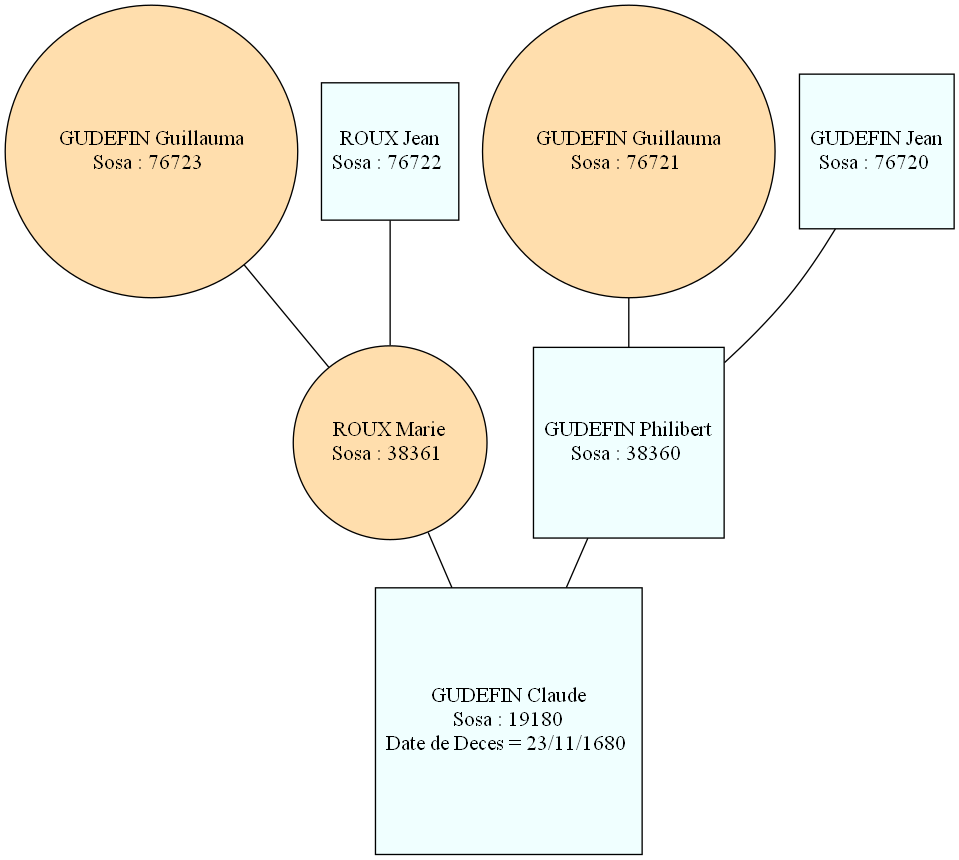 GUDEFIN Guillauma
Sosa : 76723
ROUX Jean
Sosa : 76722
GUDEFIN Guillauma
Sosa : 76721
GUDEFIN Jean
Sosa : 76720
ROUX Marie
Sosa : 38361
GUDEFIN Philibert
Sosa : 38360
GUDEFIN Claude
Sosa : 19180
Date de Deces = 23/11/1680